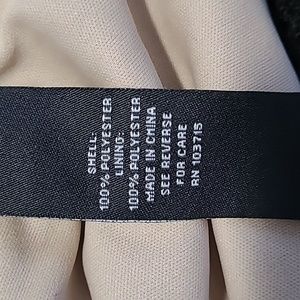 SHELL:
100% POLYESTER
LINING:
100% POLYESTER
MADE IN CHINA
SEE REVERSE
FOR CARE
RN 103715